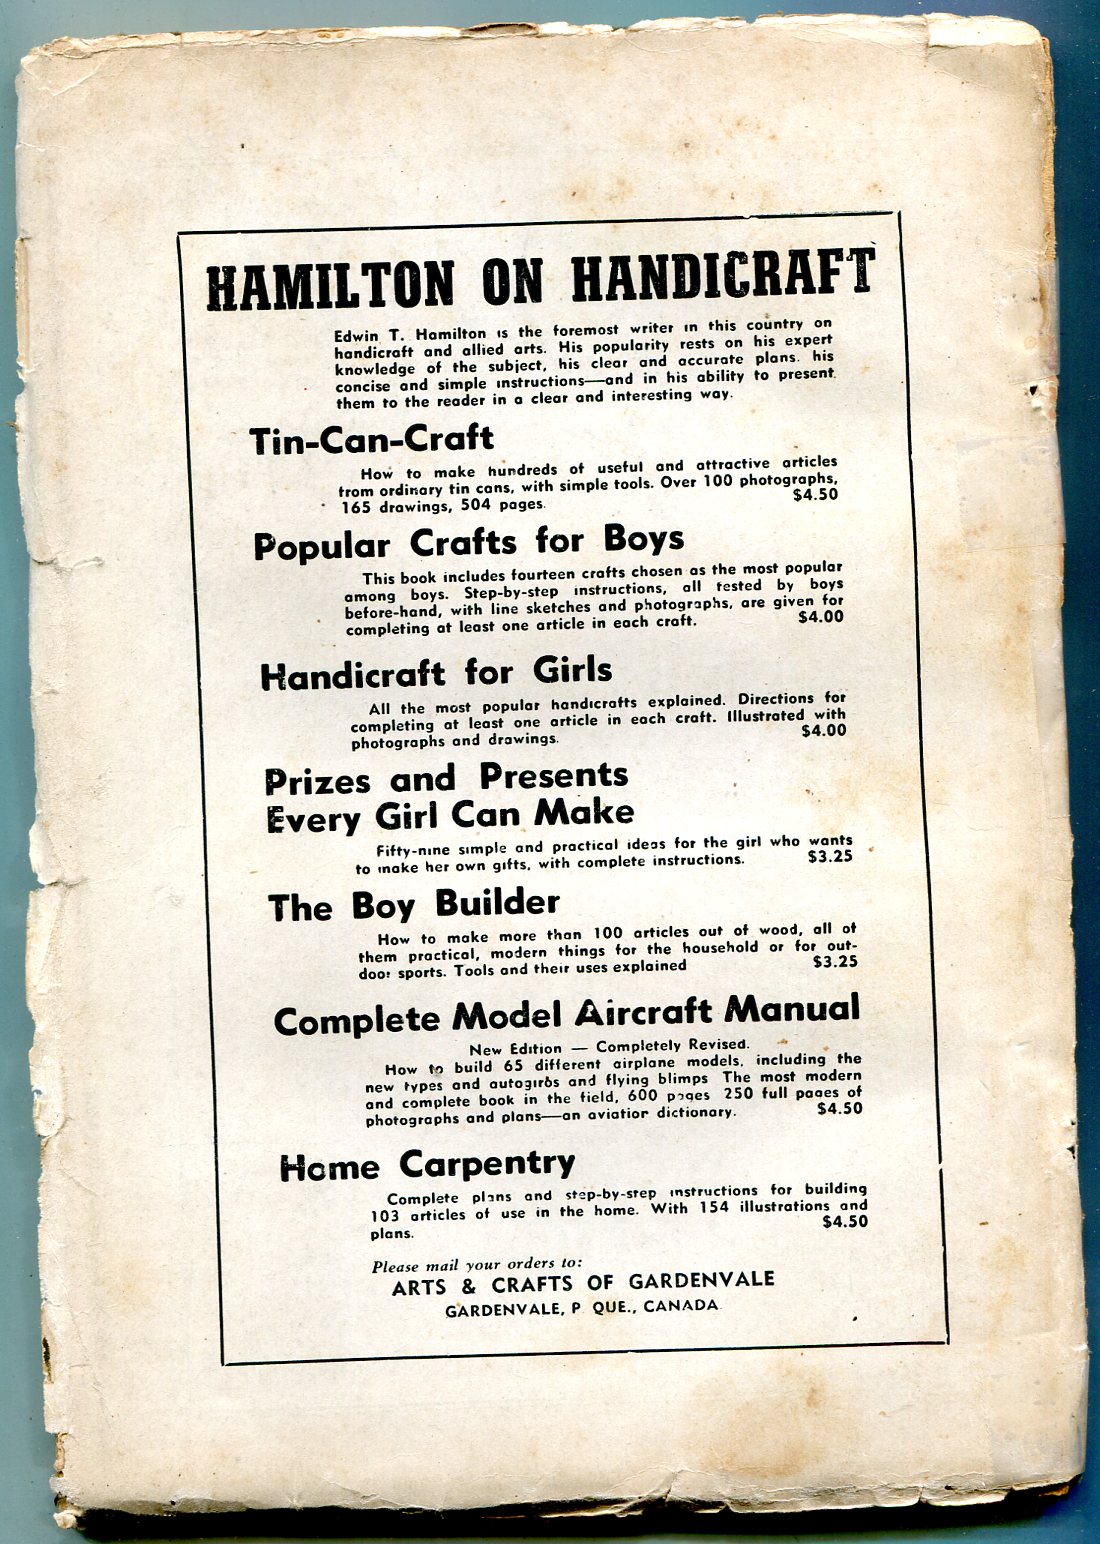 HAMILTON ON HANDICRAFT
Edwin T. Hamilton is the foremost writer in this country on
handicraft and allied arts. His popularity rests on his expert
knowledge of the subject, his clear and accurate plans. his
concise and simple instructions—and in his ability to present
them to the reader in a clear and interesting way.
Tin-Can-Craft
How to make hundreds of useful and attractive articles
from ordinary tin cans, with simple tools. Over 100 photographs,
165 drawings, 504 pages. $4.50
Popular Crafts for Boys
This book includes fourteen crafts chosen as the most popular
among boys. Step-by-step instructions, all tested by boys
before-hand, with line sketches and photographs, are given for
completing at least one article in each craft. $4.00
Handicraft for Girls
All the most popular handicrafts explained. Directions for
completing at least one article in each craft. Illustrated with
photographs and drawings. $4.00
Prizes and Presents
Every Girl Can Make
Fifty-nine simple and practical ideas for the girl who wants
to make her own gifts, with complete instructions. $3.25
The Boy Builder
How to make more than 100 articles out of wood, all of
them practical, modern things for the household or for out-
door sports. Tools and their uses explained $3.25
Complete Model Aircraft Manual
New Edition — Completely Revised.
How to build 65 different airplane models, including the
new types and autogiros and flying blimps The most modern
and complete book in the field, 600 pages 250 full pages of
photographs and plans—an aviation dictionary. $4.50
Home Carpentry
Complete plans and step-by-step instructions for building
103 articles of use in the home. With 154 illustrations and
plans. $4.50
Please mail your orders to:
ARTS & CRAFTS OF GARDENVALE
GARDENVALE, P QUE., CANADA